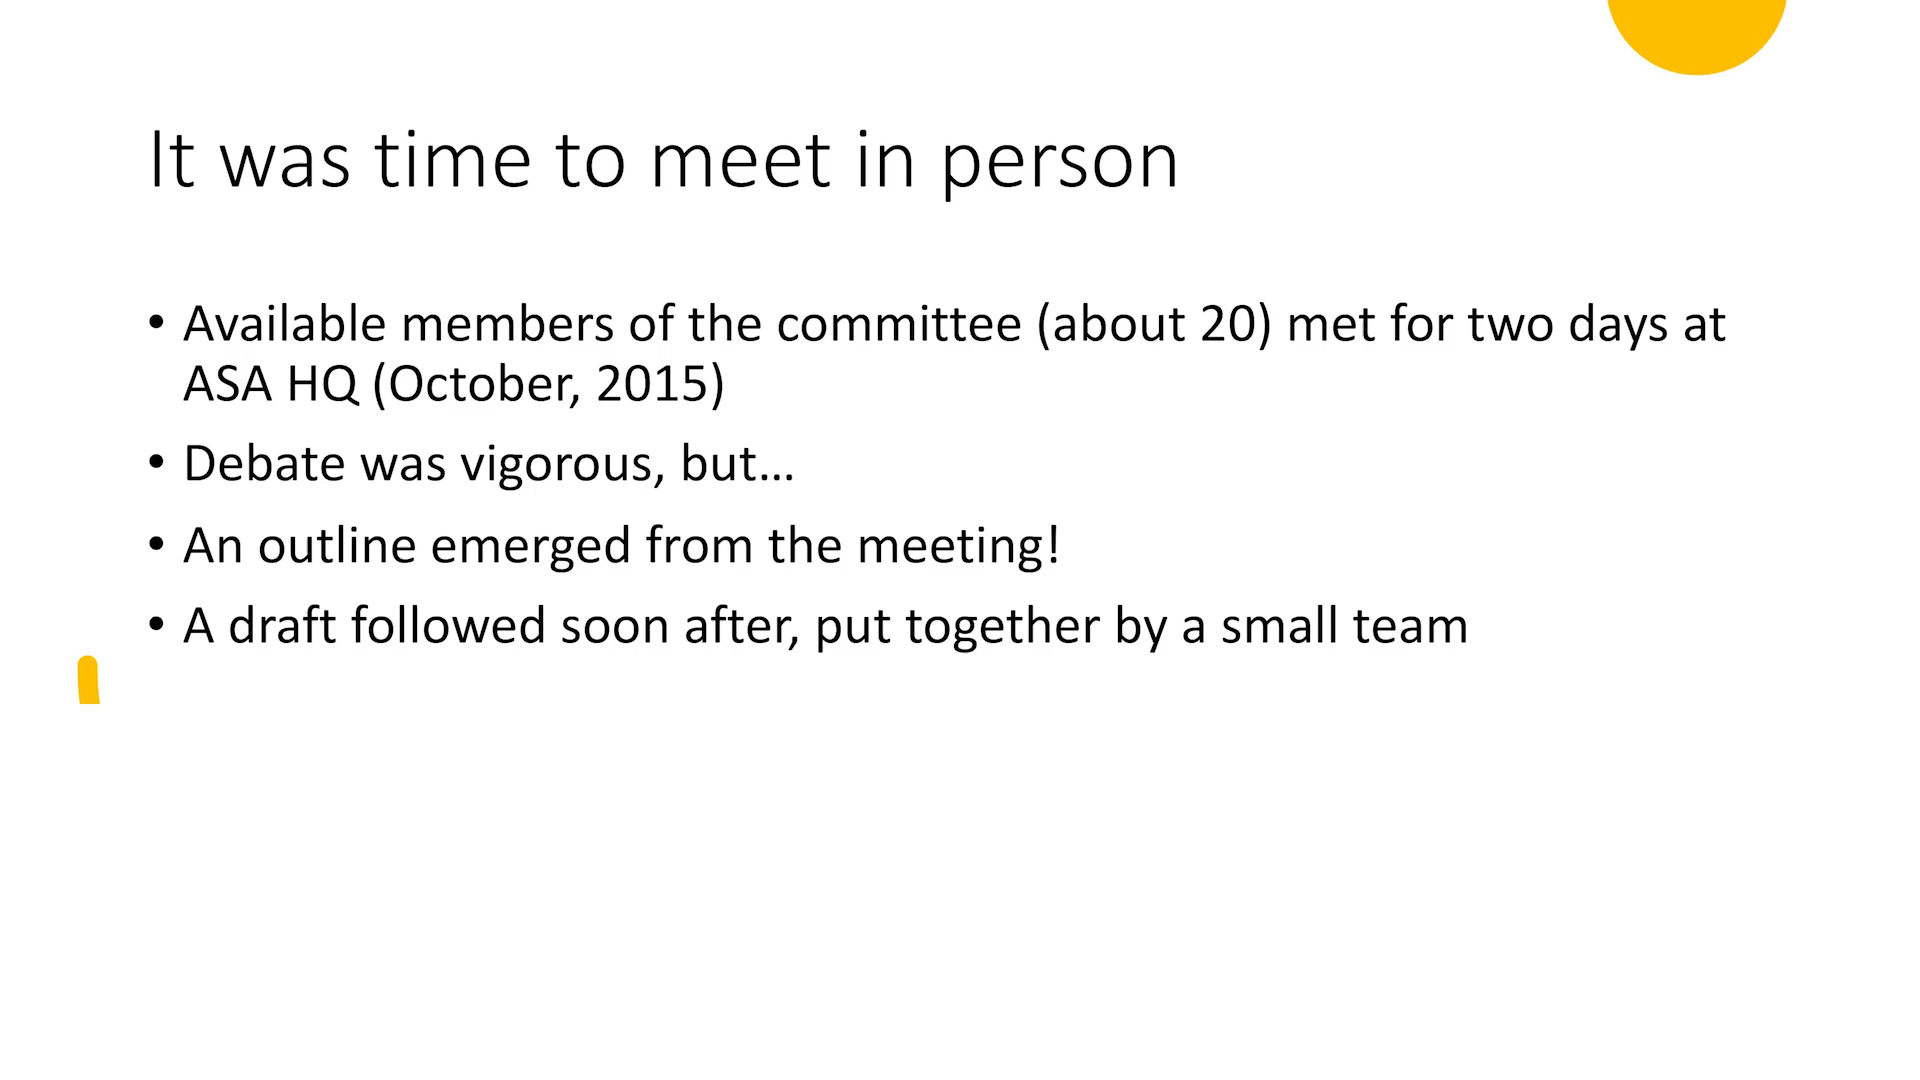 It was time to meet in person
• Available members of the committee (about 20) met for two days at
ASA HQ (October, 2015)
• Debate was vigorous, but…
• An outline emerged from the meeting!
• A draft followed soon after, put together by a small team